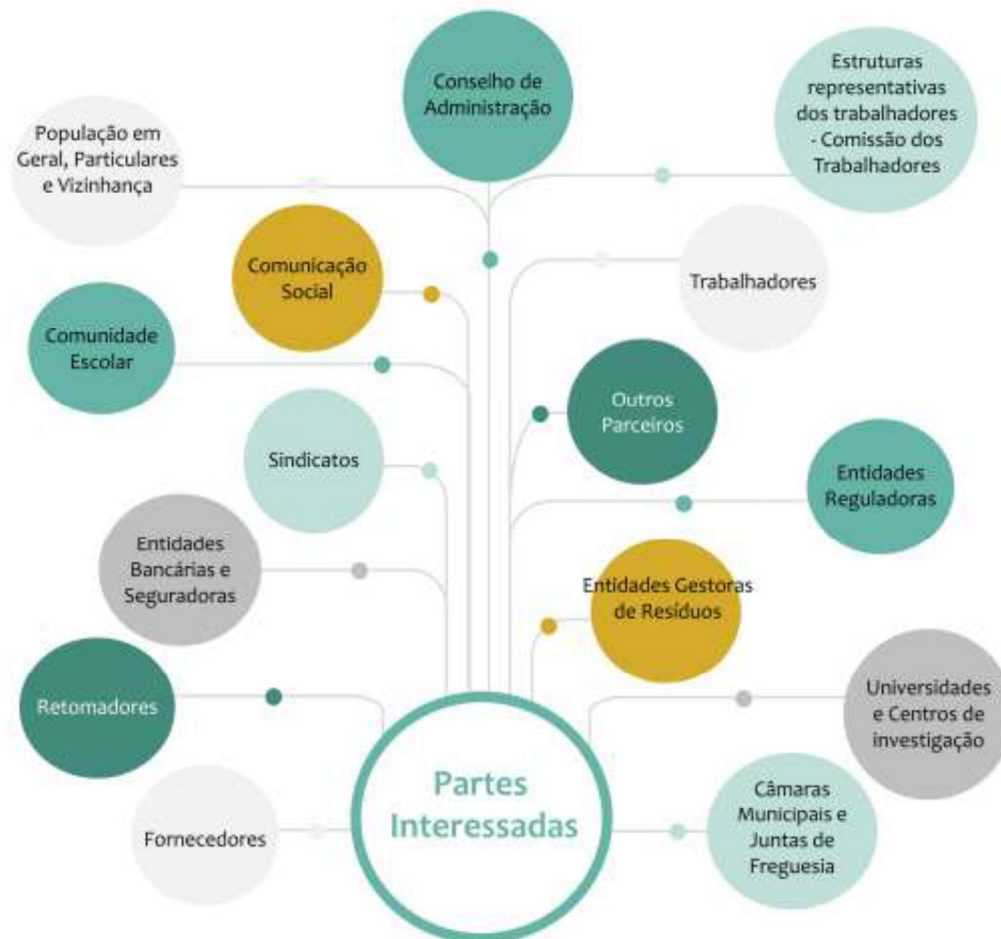 Conselho de
Administração
Estruturas
representativas
dos trabalhadores
- Comissão dos
Trabalhadores
População em
Geral, Particulares
e Vizinhança
Comunicação
Social
Trabalhadores
Comunidade
Escolar
Outros
Parceiros
Sindicatos
Entidades
Reguladoras
Entidades
Bancárias e
Seguradoras
Entidades Gestoras
de Resíduos
Retomadores
Universidades
e Centros de
investigação
Partes
Interessadas
Fornecedores
Câmaras
Municipais e
Juntas de
Freguesia